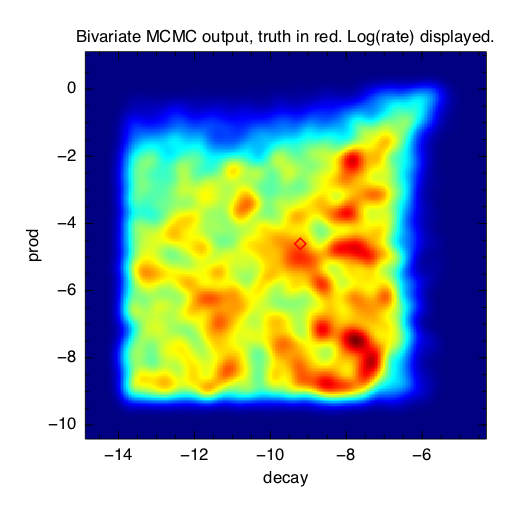 Bivariate MCMC output, truth in red. Log(rate) displayed.
0
−2
−4
prod
−6
−8
−10
−14 −12 −10 −8 −6
decay